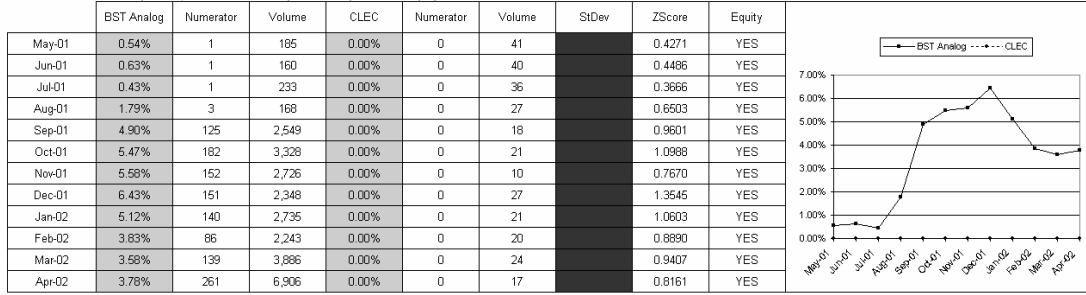 BST Analog Numerator Volume CLEC Numerator Volume StDev ZScore Equity
May-01 0.54% 1 185 0.00% 0 41 0.4271 YES
Jun-01 0.63% 1 160 0.00% 0 40 0.4486 YES
Jul-01 0.43% 1 233 0.00% 0 36 0.3666 YES
Aug-01 1.79% 3 168 0.00% 0 27 0.6503 YES
Sep-01 4.90% 125 2,549 0.00% 0 18 0.9601 YES
Oct-01 5.47% 182 3,328 0.00% 0 21 1.0988 YES
Nov-01 5.58% 152 2,726 0.00% 0 10 0.7670 YES
Dec-01 6.43% 151 2,348 0.00% 0 27 1.3545 YES
Jan-02 5.12% 140 2,735 0.00% 0 21 1.0603 YES
Feb-02 3.83% 86 2,243 0.00% 0 20 0.8890 YES
Mar-02 3.58% 139 3,886 0.00% 0 24 0.9407 YES
Apr-02 3.78% 261 6,906 0.00% 0 17 0.8161 YES
BST Analog CLEC
7.00%
6.00%
5.00%
4.00%
3.00%
2.00%
1.00%
0.00%
May-01 Jun-01 Jul-01 Aug-01 Sep-01 Oct-01 Nov-01 Dec-01 Jan-02 Feb-02 Mar-02 Apr-02